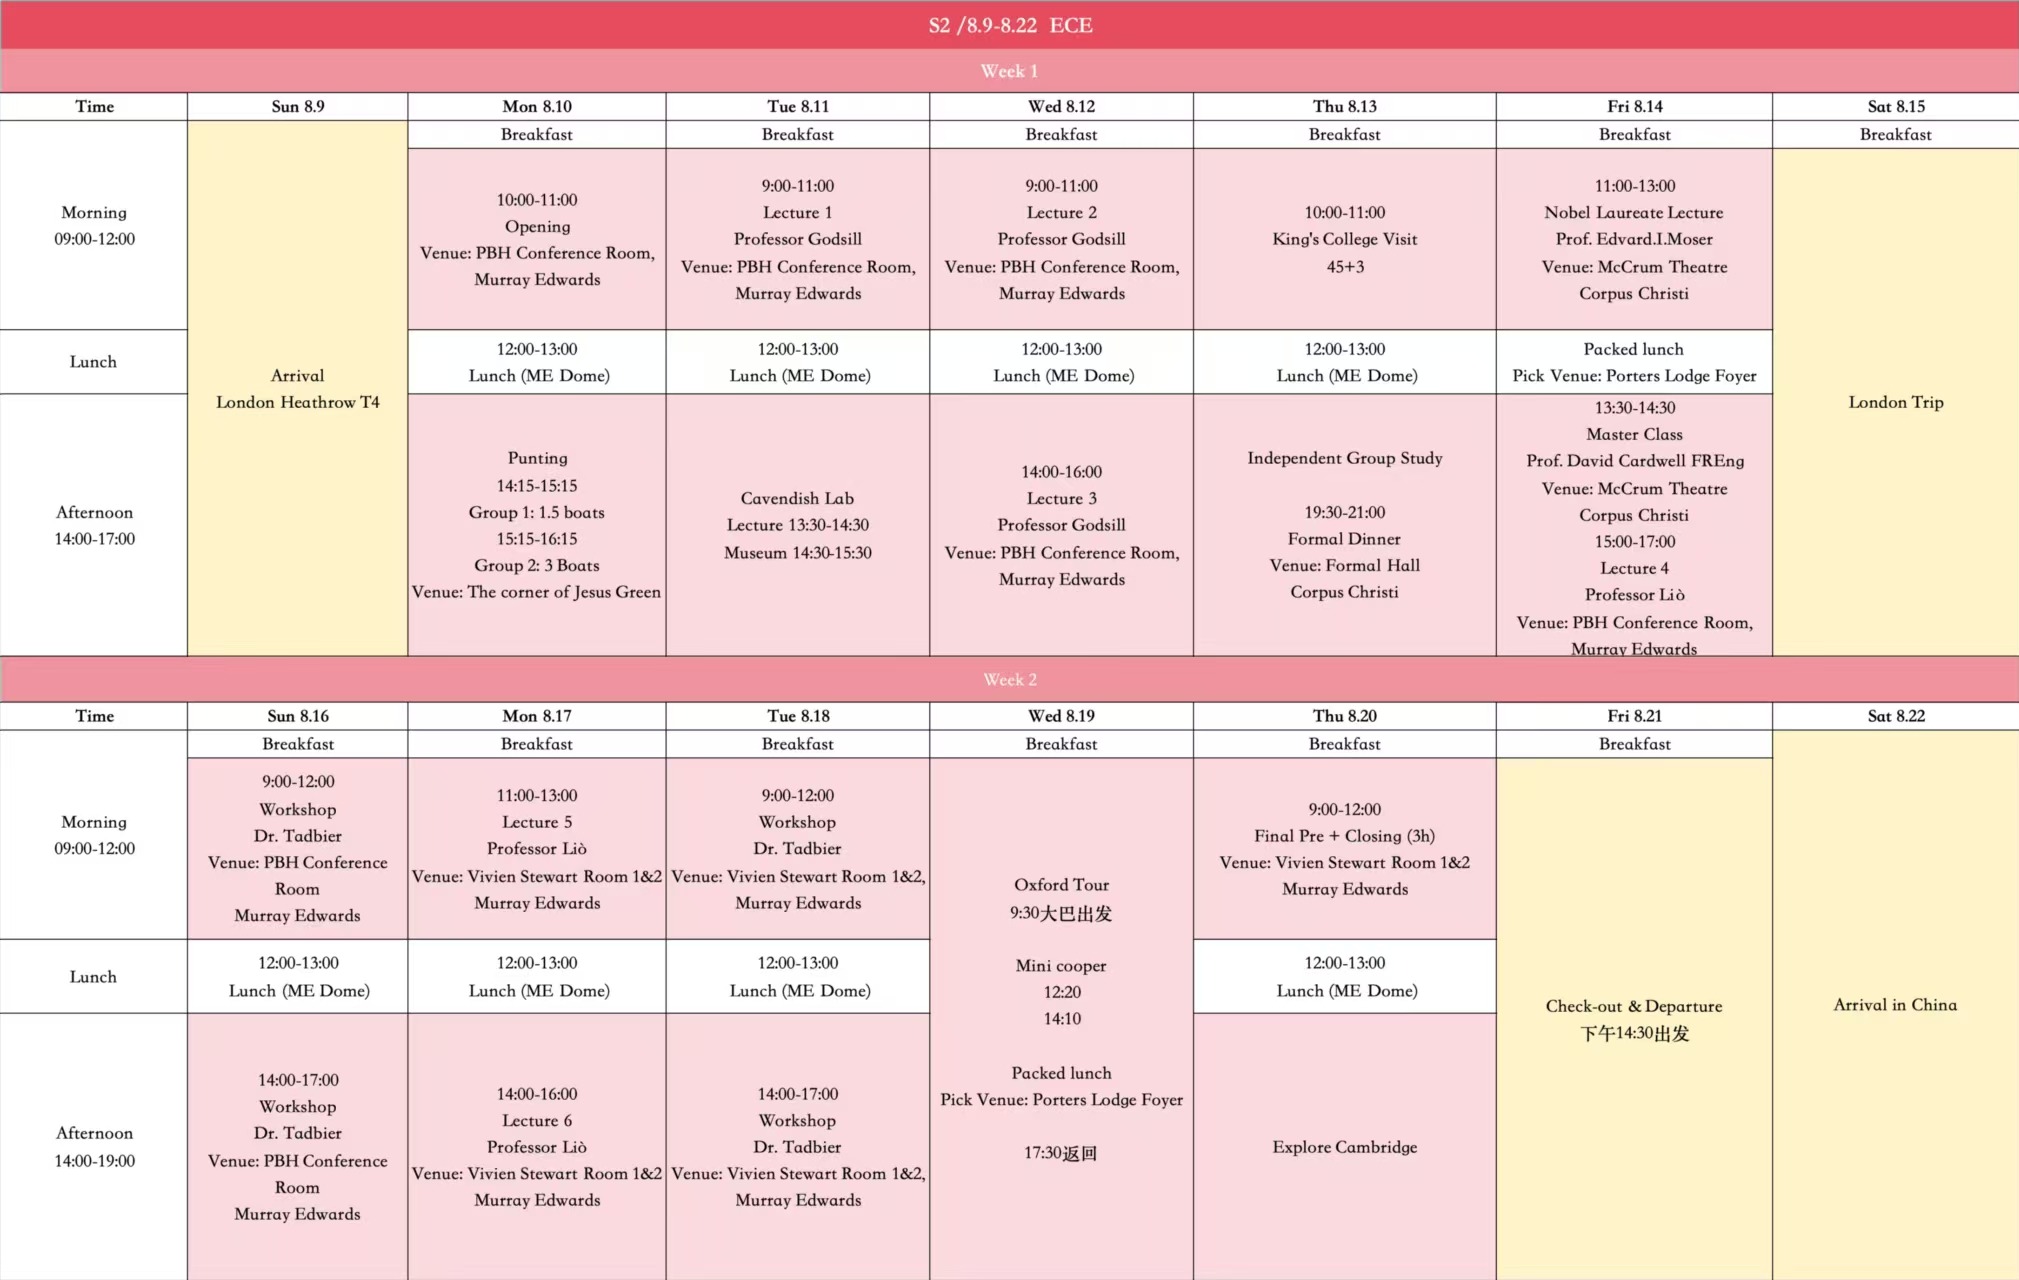 S2 /8.9-8.22 ECE
Week 1
Time
Sun 8.9
Mon 8.10
Tue 8.11
Wed 8.12
Thu 8.13
Fri 8.14
Sat 8.15
Morning
09:00-12:00
Arrival
London Heathrow T4
Breakfast
Breakfast
Breakfast
Breakfast
Breakfast
Breakfast
10:00-11:00
Opening
Venue: PBH Conference Room,
Murray Edwards
9:00-11:00
Lecture 1
Professor Godsill
Venue: PBH Conference Room,
Murray Edwards
9:00-11:00
Lecture 2
Professor Godsill
Venue: PBH Conference Room,
Murray Edwards
10:00-11:00
King's College Visit
45+3
11:00-13:00
Nobel Laureate Lecture
Prof. Edvard.I.Moser
Venue: McCrum Theatre
Corpus Christi
London Trip
Lunch
12:00-13:00
Lunch (ME Dome)
12:00-13:00
Lunch (ME Dome)
12:00-13:00
Lunch (ME Dome)
12:00-13:00
Lunch (ME Dome)
Packed lunch
Pick Venue: Porters Lodge Foyer
Afternoon
14:00-17:00
Punting
14:15-15:15
Group 1: 1.5 boats
15:15-16:15
Group 2: 3 Boats
Venue: The corner of Jesus Green
Cavendish Lab
Lecture 13:30-14:30
Museum 14:30-15:30
14:00-16:00
Lecture 3
Professor Godsill
Venue: PBH Conference Room,
Murray Edwards
Independent Group Study
19:30-21:00
Formal Dinner
Venue: Formal Hall
Corpus Christi
13:30-14:30
Master Class
Prof. David Cardwell FREng
Venue: McCrum Theatre
Corpus Christi
15:00-17:00
Lecture 4
Professor Liò
Venue: PBH Conference Room,
Murray Edwards
Week 2
Time
Sun 8.16
Mon 8.17
Tue 8.18
Wed 8.19
Thu 8.20
Fri 8.21
Sat 8.22
Morning
09:00-12:00
Breakfast
Breakfast
Breakfast
Breakfast
Breakfast
Breakfast
9:00-12:00
Workshop
Dr. Tadbier
Venue: PBH Conference
Room
Murray Edwards
11:00-13:00
Lecture 5
Professor Liò
Venue: Vivien Stewart Room 1&2
Murray Edwards
9:00-12:00
Workshop
Dr. Tadbier
Venue: Vivien Stewart Room 1&2,
Murray Edwards
Oxford Tour
9:30大巴出发
Mini cooper
12:20
14:10
Packed lunch
Pick Venue: Porters Lodge Foyer
17:30返回
9:00-12:00
Final Pre + Closing (3h)
Venue: Vivien Stewart Room 1&2
Murray Edwards
Check-out & Departure
下午14:30出发
Arrival in China
Lunch
12:00-13:00
Lunch (ME Dome)
12:00-13:00
Lunch (ME Dome)
12:00-13:00
Lunch (ME Dome)
12:00-13:00
Lunch (ME Dome)
Afternoon
14:00-19:00
14:00-17:00
Workshop
Dr. Tadbier
Venue: PBH Conference
Room
Murray Edwards
14:00-16:00
Lecture 6
Professor Liò
Venue: Vivien Stewart Room 1&2
Murray Edwards
14:00-17:00
Workshop
Dr. Tadbier
Venue: Vivien Stewart Room 1&2,
Murray Edwards
Explore Cambridge